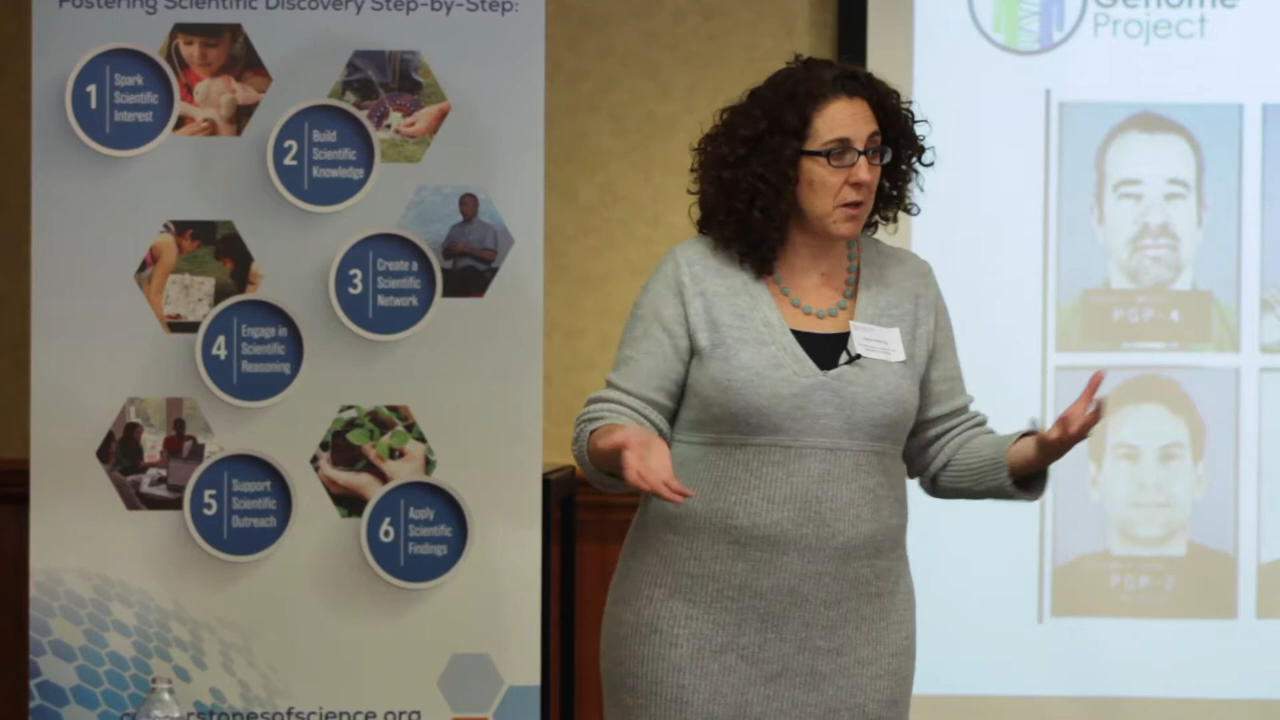 Fostering Scientific Discovery Step-by-Step:
1
Spark
Scientific
Interest
2
Build
Scientific
Knowledge
3
Create a
Scientific
Network
4
Engage in
Scientific
Reasoning
5
Support
Scientific
Outreach
6
Apply
Scientific
Findings
cornerstonesofscience.org
Genome
Project
PGP-4
PGP-2